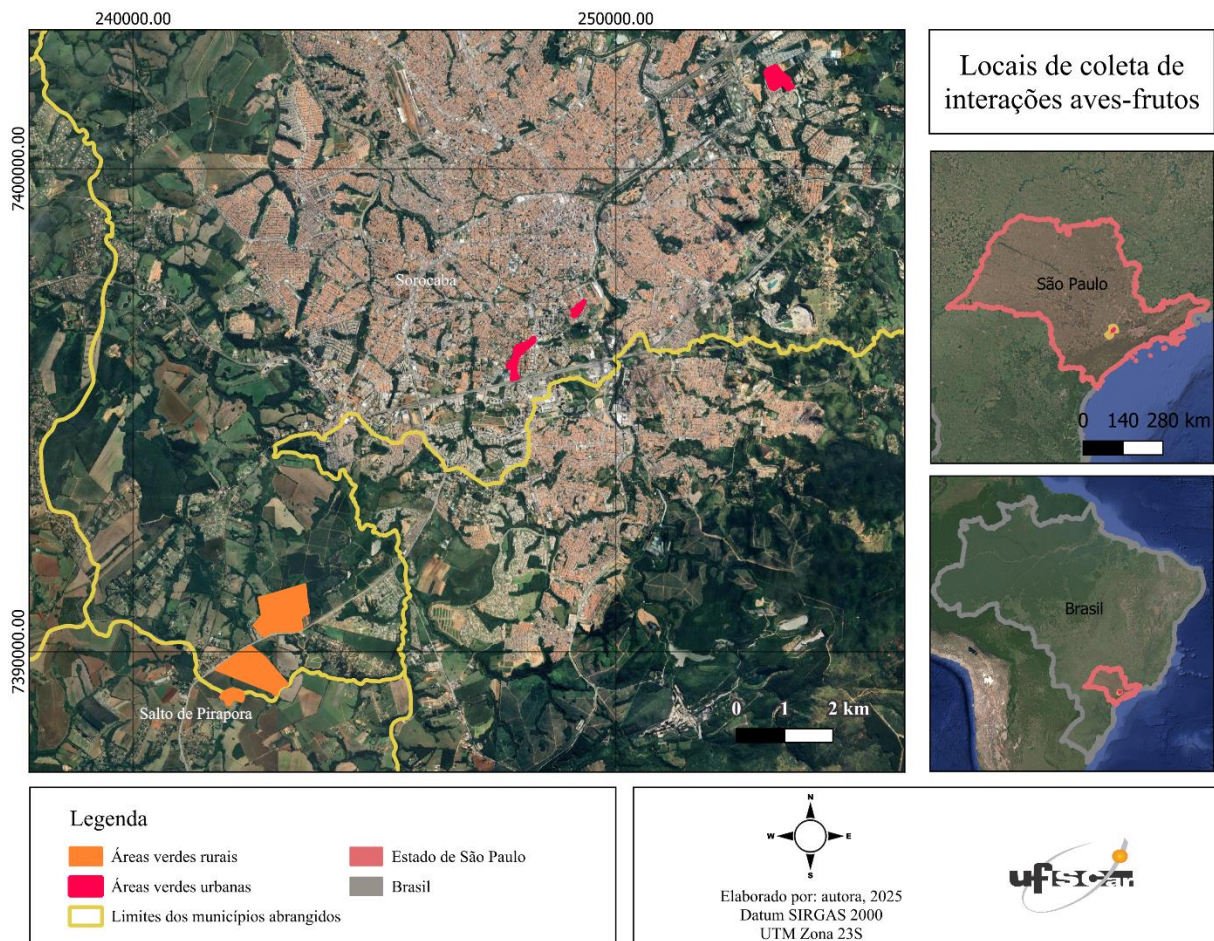 240000.00
250000.00
7400000.00
7390000.00
Sorocaba
Salto de Pirapora
0 1 2 km
Locais de coleta de
interações aves-frutos
São Paulo
0 140 280 km
Brasil
Legenda
Áreas verdes rurais
Áreas verdes urbanas
Limites dos municípios abrangidos
Estado de São Paulo
Brasil
N
W E
S
Elaborado por: autora, 2025
Datum SIRGAS 2000
UTM Zona 23S
ufscar